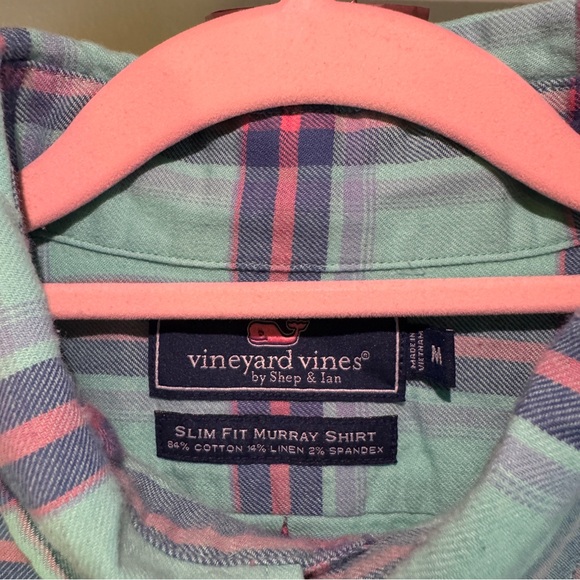 vineyard vines®
by Shep & Ian
MADE IN
VIETNAM
M
SLIM FIT MURRAY SHIRT
84% COTTON 14% LINEN 2% SPANDEX